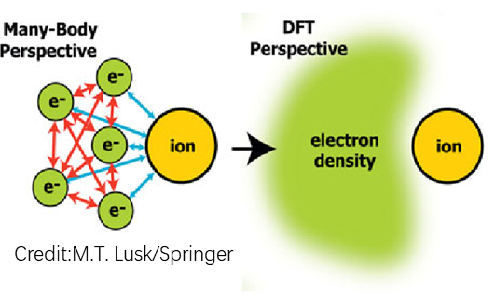 Many-Body
Perspective
e-
e-
e-
e-
e-
ion
DFT
Perspective
electron
density
ion
Credit:M.T. Lusk/Springer